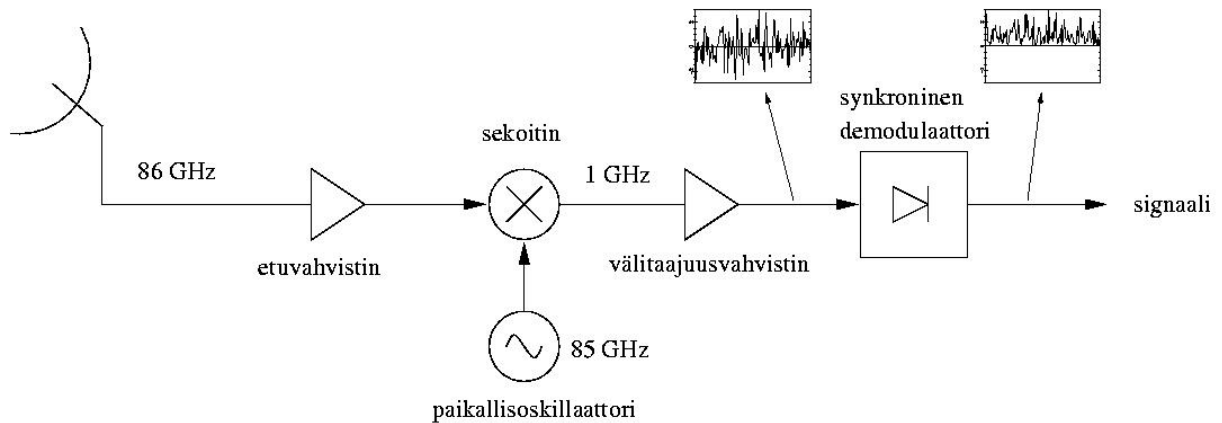 synkroninen
demodulaattori
sekoitin
86 GHz
1 GHz
signaali
etuvahvistin
välitaajuusvahvistin
85 GHz
paikallisoskillaattori